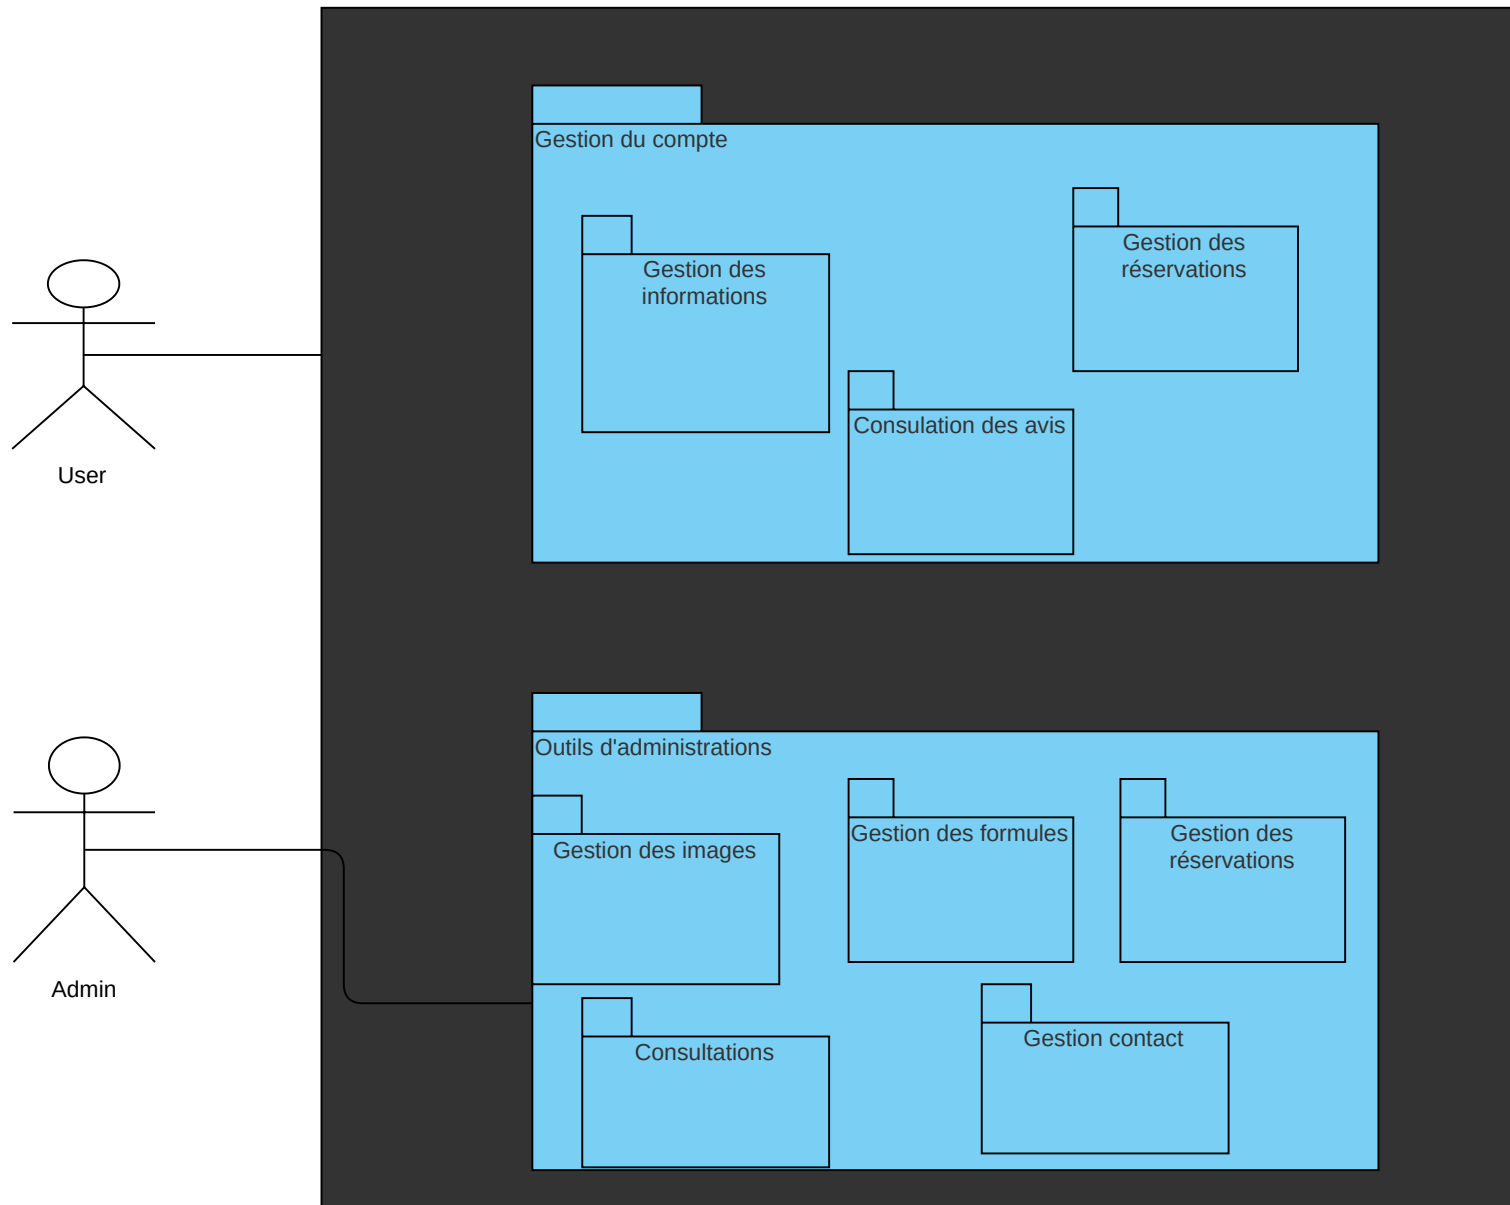 Gestion du compte
Gestion des
informations
Gestion des
réservations
Consulation des avis
User
Outils d'administrations
Gestion des images
Gestion des formules
Gestion des
réservations
Admin
Consultations
Gestion contact